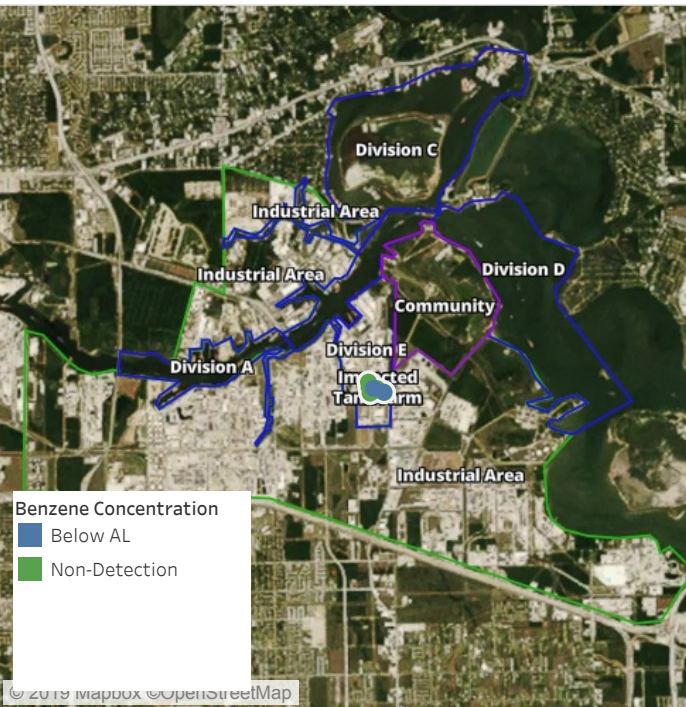 Division C
Industrial Area
Division D
Industrial Area
Community
Division E
Division A
Impacted
Tank Farm
Industrial Area
Benzene Concentration
Below AL
Non-Detection
© 2019 Mapbox ©OpenStreetMap